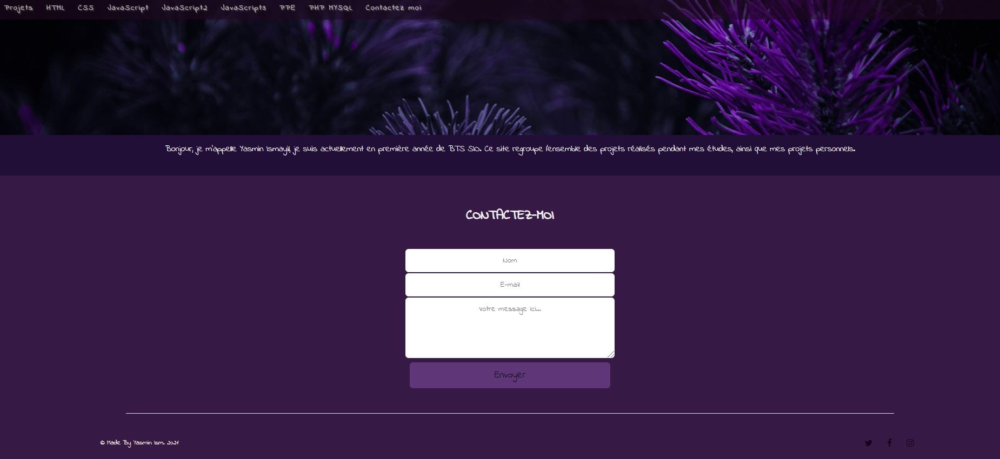 Projets HTML CSS JavaScript JavaScript2 JavaScript3 PPE PHP MYSQL Contactez moi
Bonjour, je m'appelle Yasmin Ismayil, je suis actuellement en première année de BTS SIO. Ce site regroupe l'ensemble des projets réalisés pendant mes études, ainsi que mes projets personnels.
CONTACTEZ-MOI
Nom
E-mail
Votre message ici...
Envoyer
© Made By Yasmin Ism. 2021